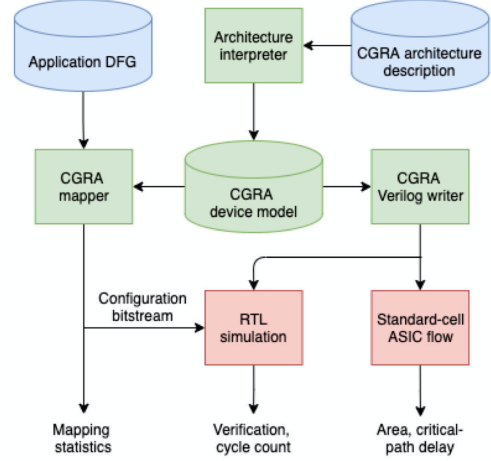 Application DFG
Architecture
interpreter
CGRA architecture
description
CGRA
mapper
CGRA
device model
CGRA
Verilog writer
Configuration
bitstream
RTL
simulation
Standard-cell
ASIC flow
Mapping
statistics
Verification,
cycle count
Area, critical-
path delay